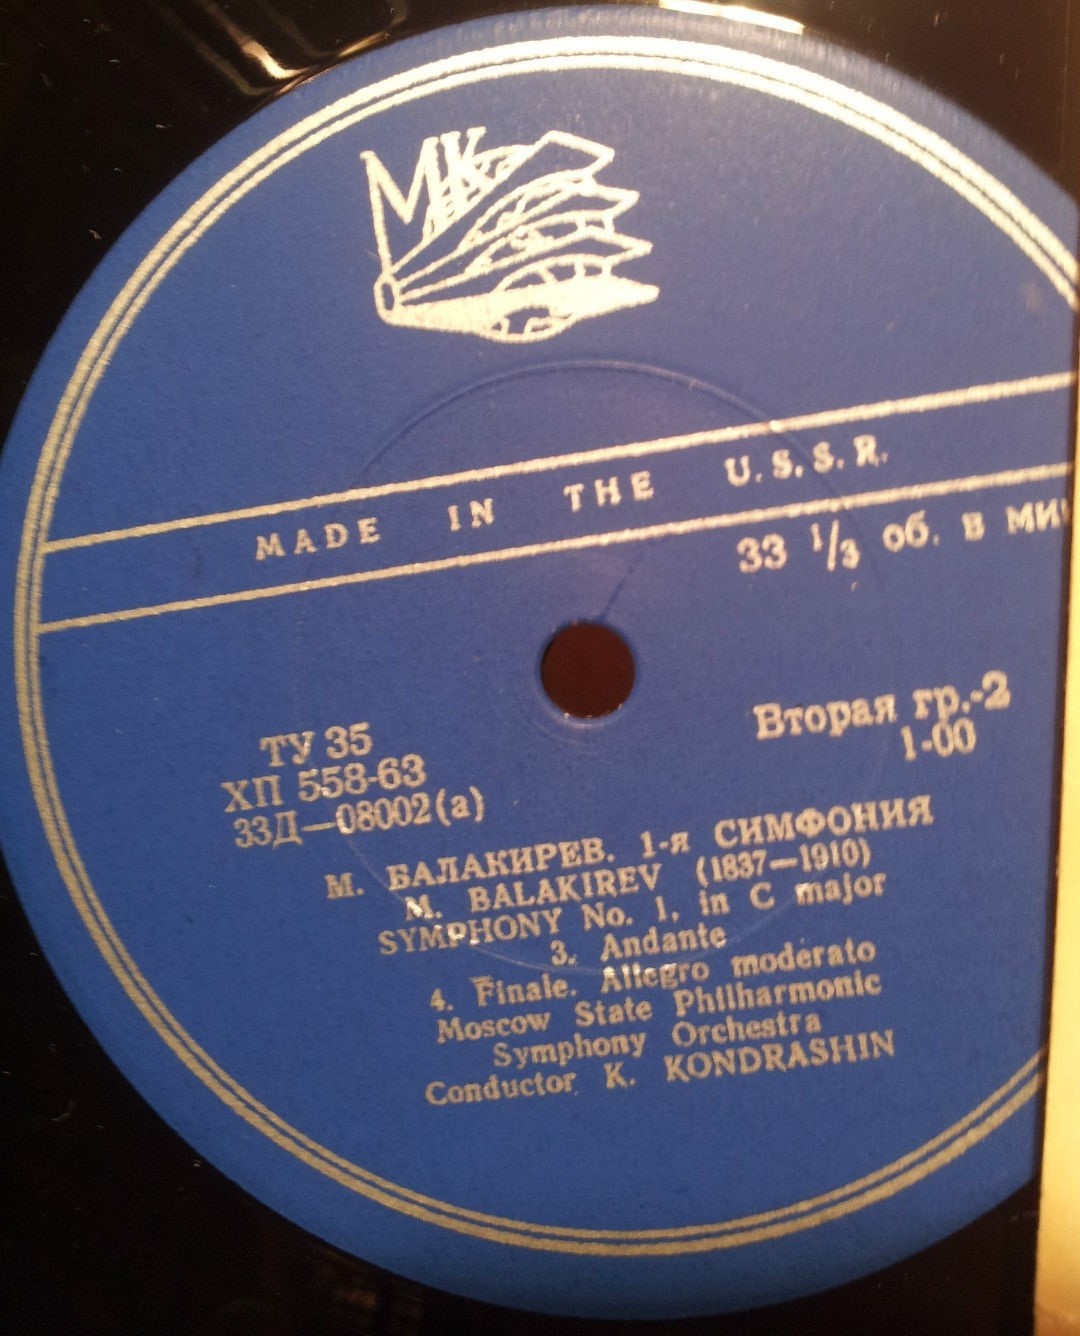 МК
MADE IN THE U.S.S.R.
33 1/3 об. в
Вторая гр.-2
1-00
ТУ 35
ХП 558-63
33Д—08002(а)
М. БАЛАКИРЕВ. 1-я СИМФОНИЯ
M. BALAKIREV (1837—1910)
SYMPHONY No. 1, in C major
3. Andante
4. Finale. Allegro moderato
Moscow State Philharmonic
Symphony Orchestra
Conductor K. KONDRASHIN